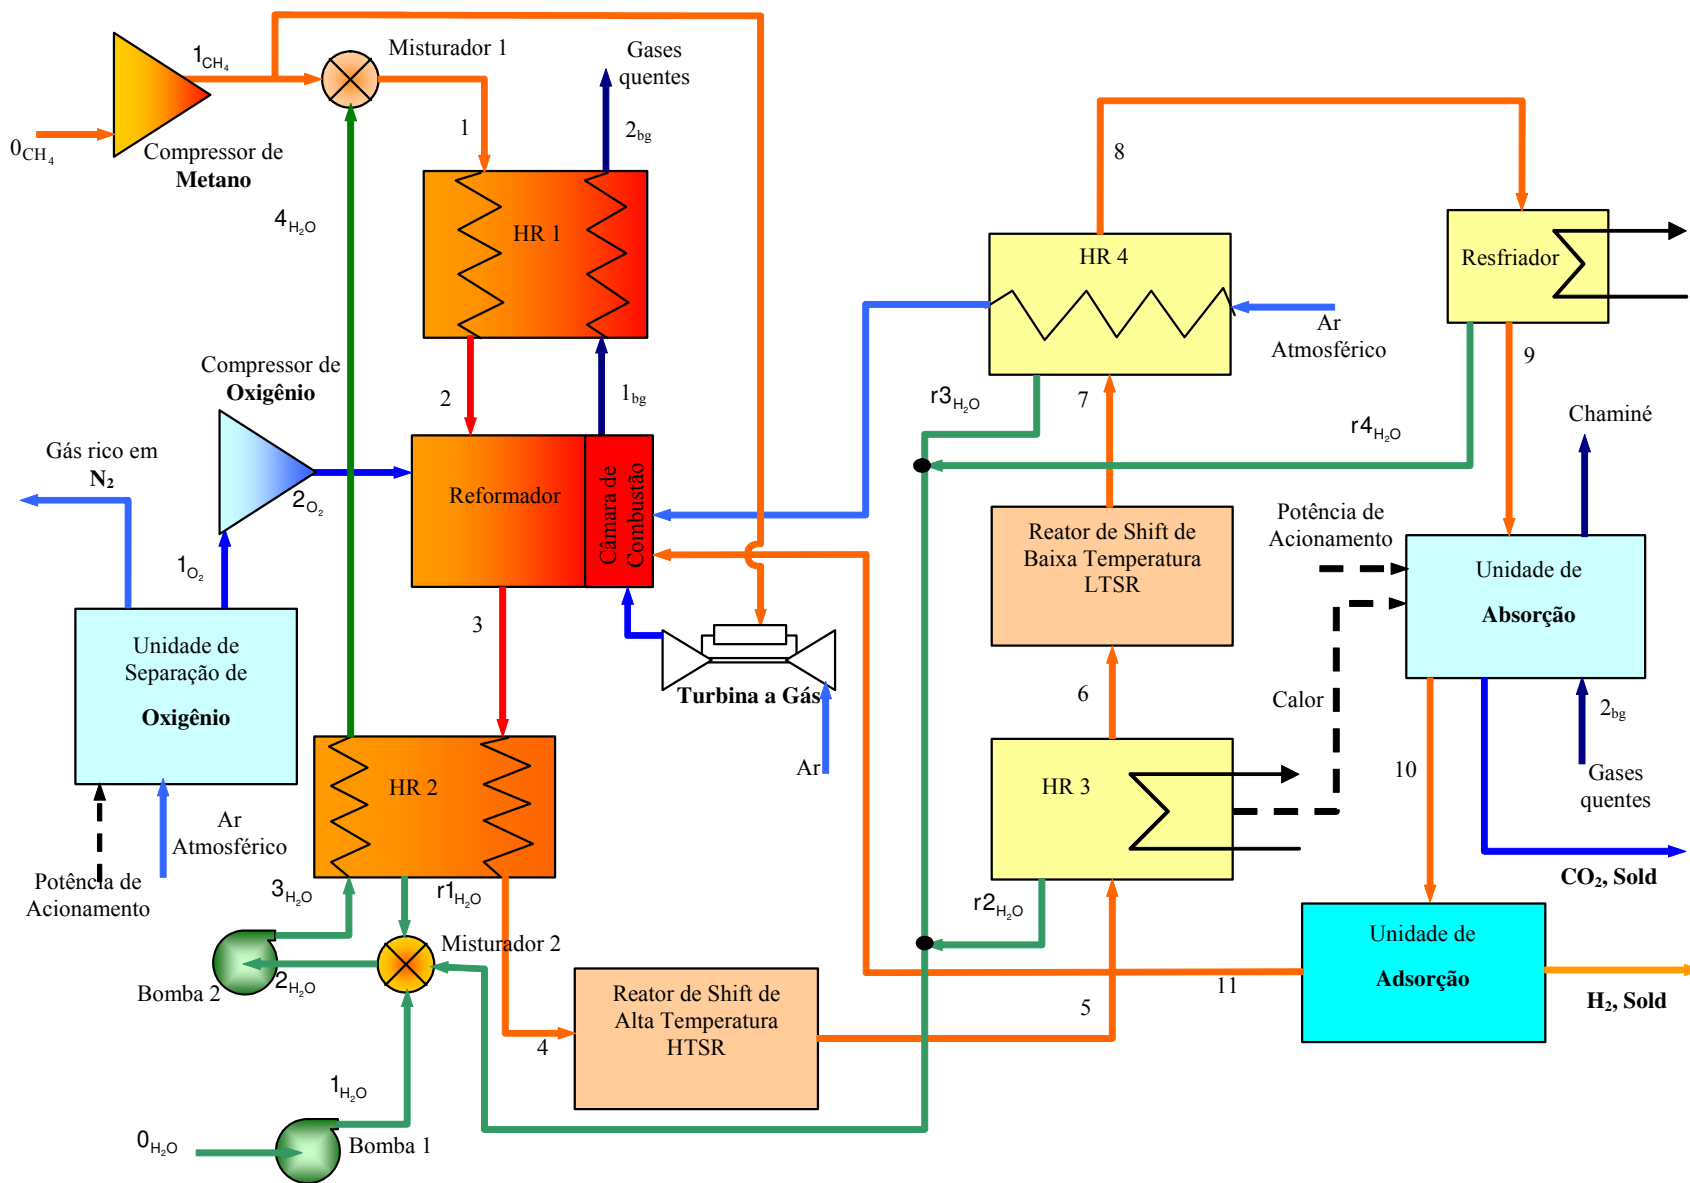 0CH₄
1CH₄
Compressor de
Metano
Misturador 1
1
Gases
quentes
2bg
HR 1
4H₂O
2
1bg
Compressor de
Oxigênio
Gás rico em
N₂
2O₂
1O₂
Reformador
Câmara de
Combustão
3
Unidade de
Separação de
Oxigênio
Potência de
Acionamento
Ar
Atmosférico
Turbina a Gás
Ar
HR 2
3H₂O
r1H₂O
Misturador 2
Bomba 2
2H₂O
1H₂O
0H₂O
Bomba 1
4
Reator de Shift de
Alta Temperatura
HTSR
5
HR 3
r2H₂O
6
Reator de Shift de
Baixa Temperatura
LTSR
7
r3H₂O
HR 4
Ar
Atmosférico
8
Resfriador
9
r4H₂O
Chaminé
Potência de
Acionamento
Unidade de
Absorção
Calor
2bg
Gases
quentes
10
CO₂, Sold
Unidade de
Adsorção
11
H₂, Sold